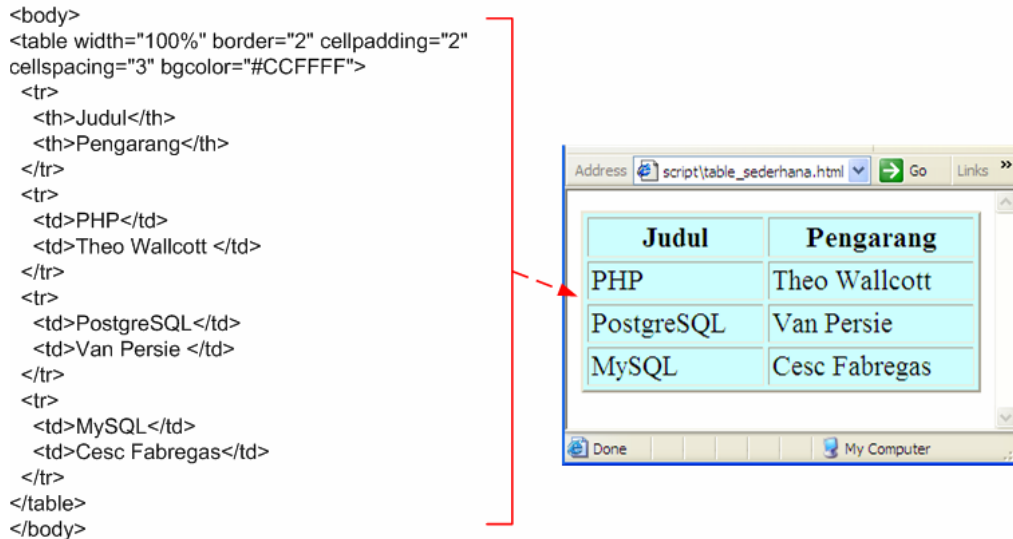 <body>
<table width="100%" border="2" cellpadding="2"
cellspacing="3" bgcolor="#CCFFFF">
<tr>
<th>Judul</th>
<th>Pengarang</th>
</tr>
<tr>
<td>PHP</td>
<td>Theo Wallcott </td>
</tr>
<tr>
<td>PostgreSQL</td>
<td>Van Persie </td>
</tr>
<tr>
<td>MySQL</td>
<td>Cesc Fabregas</td>
</tr>
</table>
</body>
Address script\table_sederhana.html Go Links »
Judul Pengarang
PHP Theo Wallcott
PostgreSQL Van Persie
MySQL Cesc Fabregas
Done My Computer